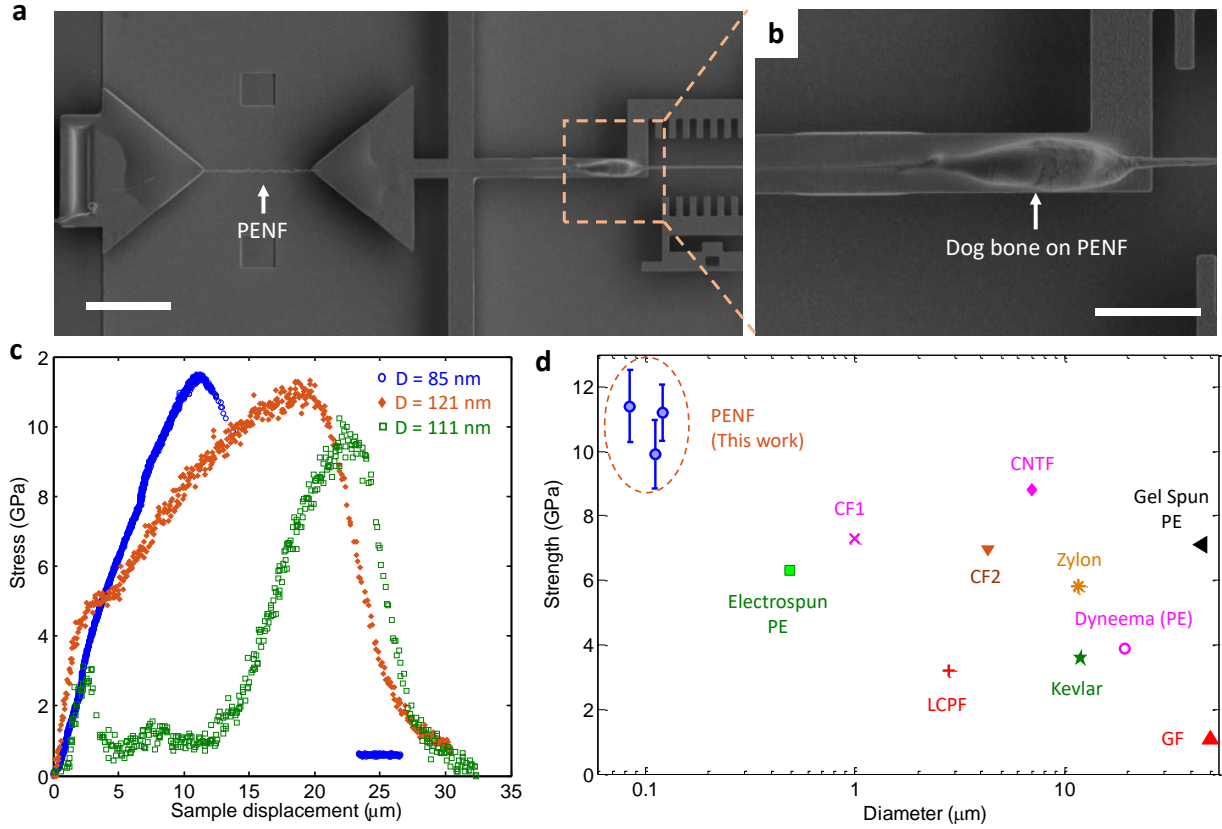 a
PENF
b
Dog bone on PENF
c
2
10
8
6
4
2
0
2
0
5
10
15
20
25
30
35
Stress (GPa)
Sample displacement (μm)
D = 85 nm
D = 121 nm
D = 111 nm
d
12
10
8
6
4
2
0
0.1
1
10
Strength (GPa)
Diameter (μm)
PENF
(This work)
CNTF
CF1
Gel Spun
PE
CF2
Zylon
Electrospun
PE
Dyneema (PE)
LCPF
Kevlar
GF